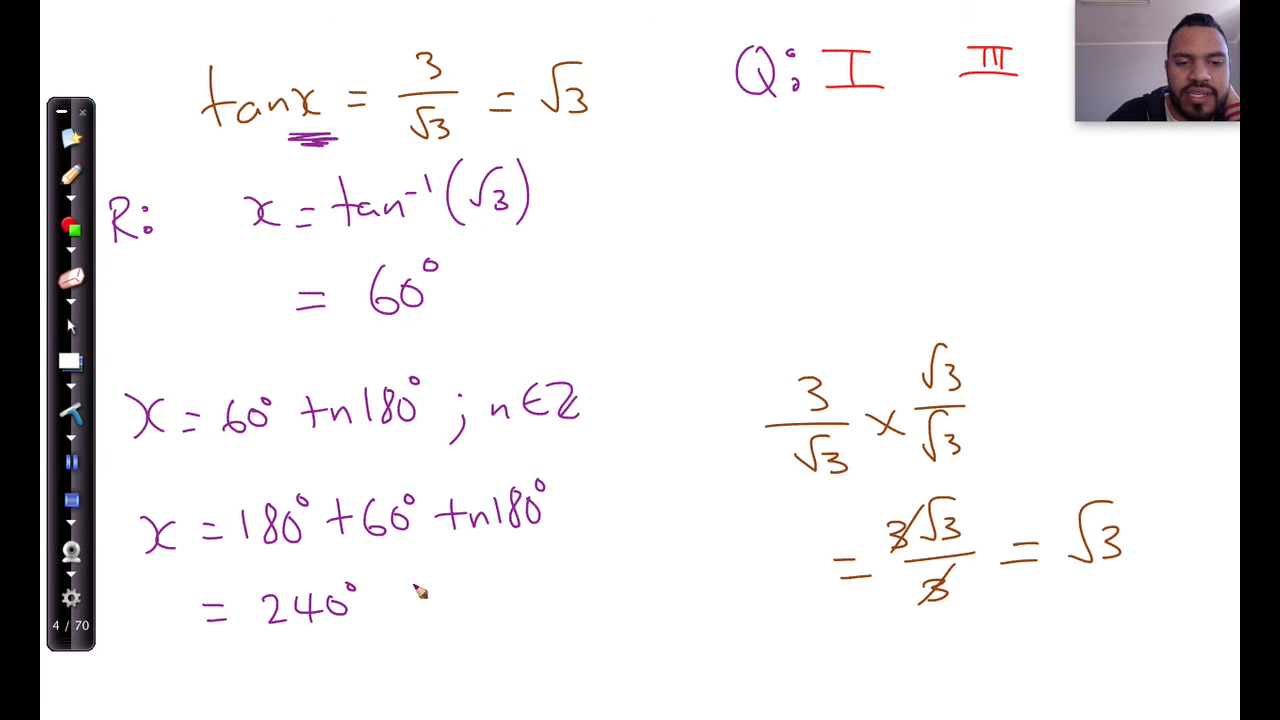 tanx = 3/√3 = √3
Q: I III
R: x = tan⁻¹(√3)
= 60°
x = 60° + n180° ; n∈Z
x = 180° + 60° + n180°
= 240°
3/√3 × √3/√3
= 3√3/3 = √3
4 / 70